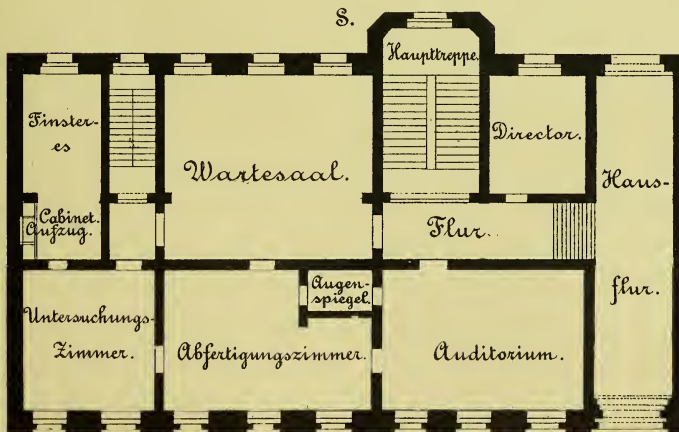 S.
Haupttreppe.
Finster-
es
Cabinet.
Aufzug.
Wartesaal.
Director.
Flur.
Haus-
flur.
Untersuchungs-
Zimmer.
Augen-
spiegel.
Abfertigungszimmer.
Auditorium.